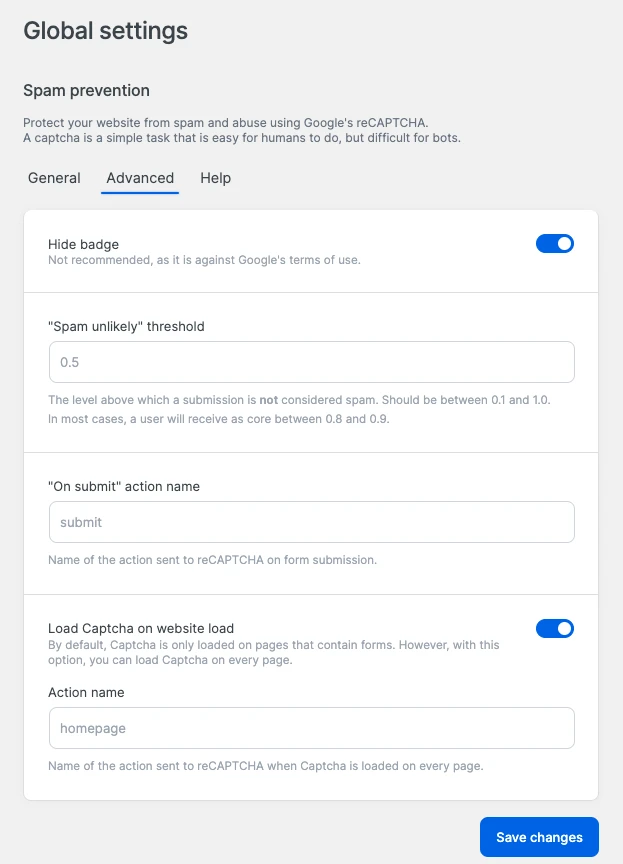 Global settings
Spam prevention
Protect your website from spam and abuse using Google's reCAPTCHA.
A captcha is a simple task that is easy for humans to do, but difficult for bots.
General Advanced Help
Hide badge
Not recommended, as it is against Google's terms of use.
"Spam unlikely" threshold
0.5
The level above which a submission is not considered spam. Should be between 0.1 and 1.0.
In most cases, a user will receive as core between 0.8 and 0.9.
"On submit" action name
submit
Name of the action sent to reCAPTCHA on form submission.
Load Captcha on website load
By default, Captcha is only loaded on pages that contain forms. However, with this
option, you can load Captcha on every page.
Action name
homepage
Name of the action sent to reCAPTCHA when Captcha is loaded on every page.
Save changes